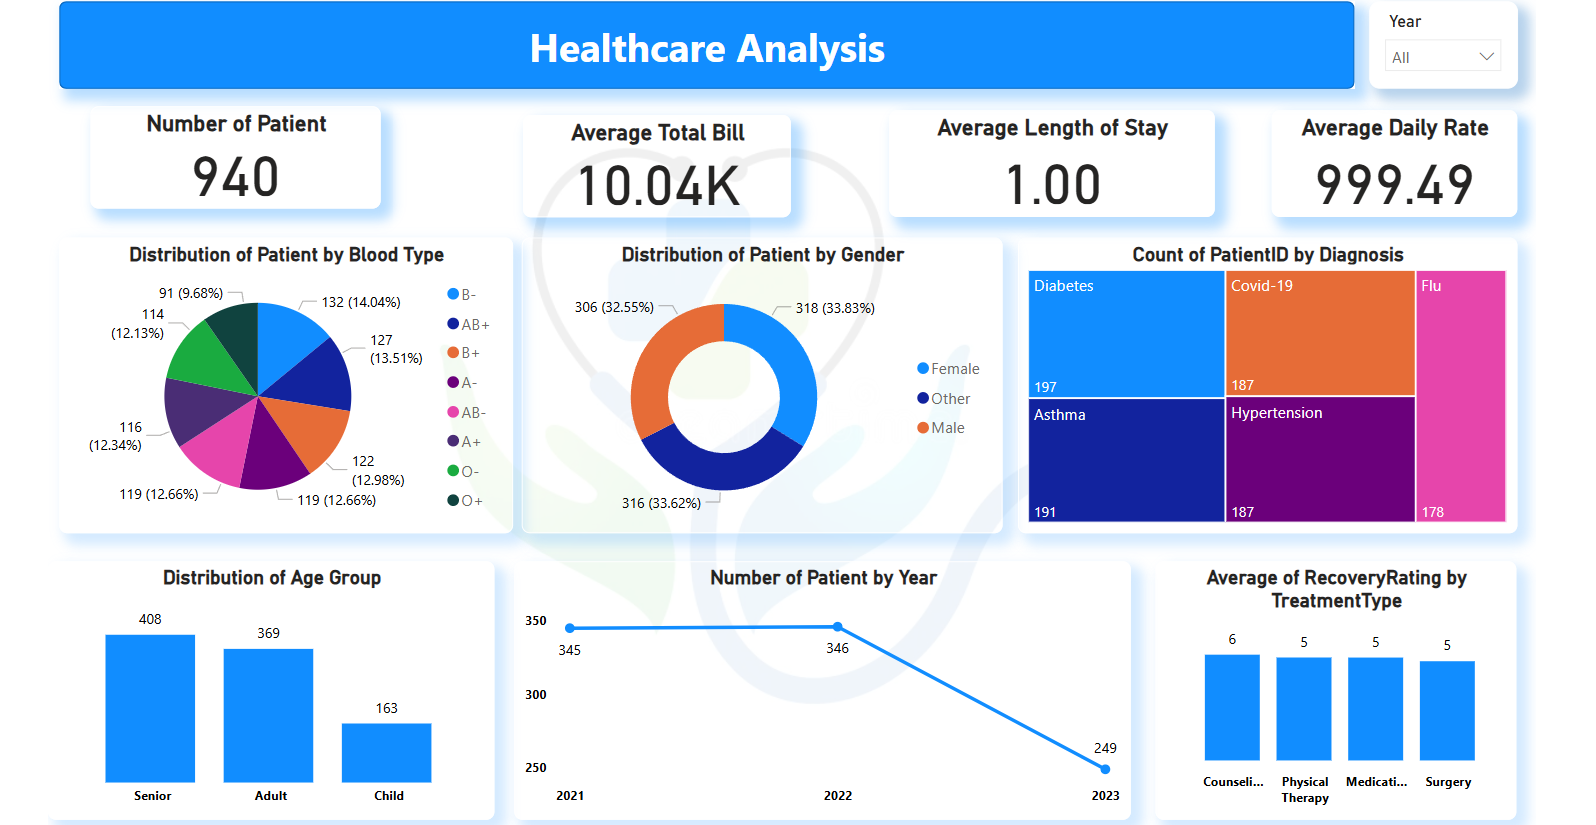 Healthcare Analysis
Year
All
Number of Patient
940
Average Total Bill
10.04K
Average Length of Stay
1.00
Average Daily Rate
999.49
Distribution of Patient by Blood Type
91 (9.68%)
132 (14.04%)
114
(12.13%)
127
(13.51%)
116
(12.34%)
122
(12.98%)
119 (12.66%)
119 (12.66%)
B-
AB+
B+
A-
AB-
A+
O-
O+
Distribution of Patient by Gender
306 (32.55%)
318 (33.83%)
316 (33.62%)
Female
Other
Male
Count of PatientID by Diagnosis
Diabetes
197
Covid-19
187
Flu
178
Asthma
191
Hypertension
187
Distribution of Age Group
408
369
163
Senior
Adult
Child
Number of Patient by Year
350
300
250
345
346
249
2021
2022
2023
Average of RecoveryRating by
TreatmentType
6
5
5
5
Counseli...
Physical
Therapy
Medicati...
Surgery